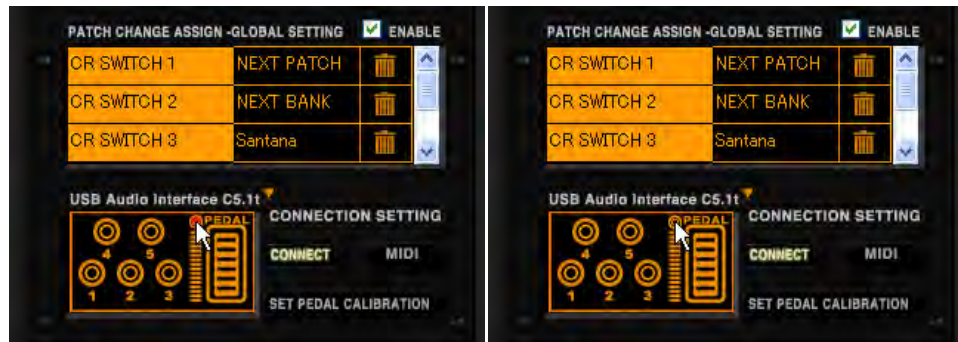 PATCH CHANGE ASSIGN -GLOBAL SETTING ENABLE
CR SWITCH 1 NEXT PATCH
CR SWITCH 2 NEXT BANK
CR SWITCH 3 Santana
USB Audio Interface C5.1t
PEDAL
CONNECTION SETTING
4 5
CONNECT MIDI
1 2 3
SET PEDAL CALIBRATION
PATCH CHANGE ASSIGN -GLOBAL SETTING ENABLE
CR SWITCH 1 NEXT PATCH
CR SWITCH 2 NEXT BANK
CR SWITCH 3 Santana
USB Audio Interface C5.1t
PEDAL
CONNECTION SETTING
4 5
CONNECT MIDI
1 2 3
SET PEDAL CALIBRATION